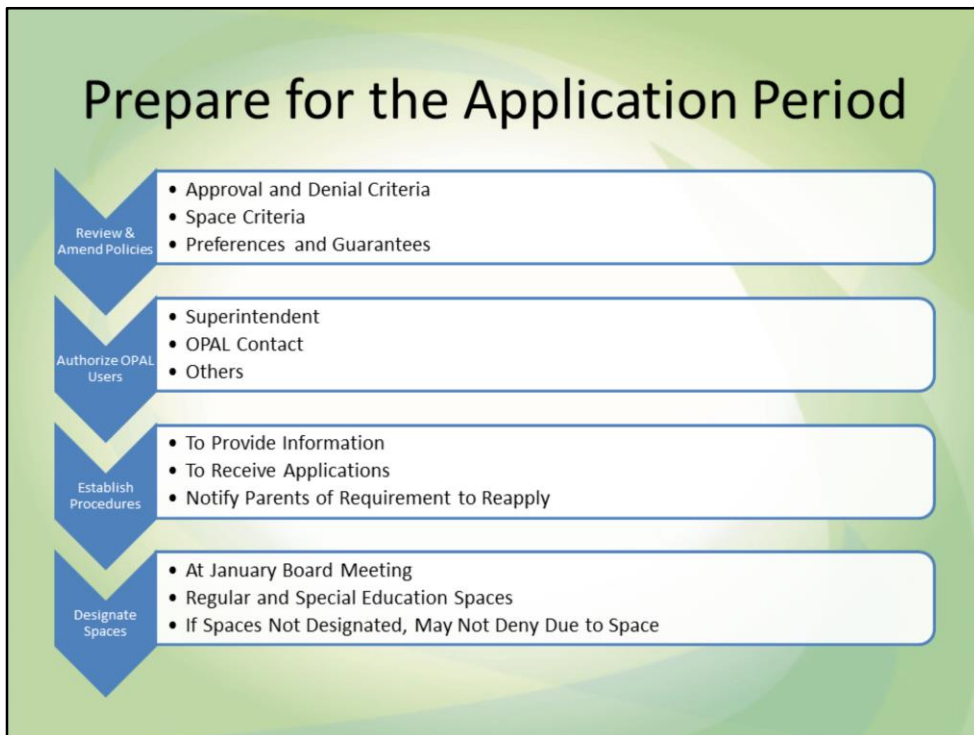 Prepare for the Application Period
Review &
Amend Policies
• Approval and Denial Criteria
• Space Criteria
• Preferences and Guarantees
Authorize OPAL
Users
• Superintendent
• OPAL Contact
• Others
Establish
Procedures
• To Provide Information
• To Receive Applications
• Notify Parents of Requirement to Reapply
Designate
Spaces
• At January Board Meeting
• Regular and Special Education Spaces
• If Spaces Not Designated, May Not Deny Due to Space